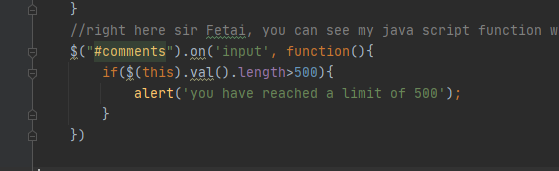 }
//right here sir Fetai, you can see my java script function w
$("#comments").on('input', function(){
if($(this).val().length>500){
alert('you have reached a limit of 500');
}
})